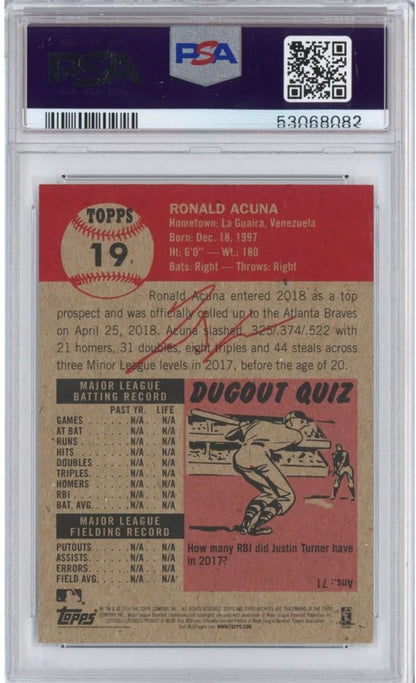 PSA
PSA
53068082
TOPPS
19
RONALD ACUNA
Hometown: La Guaira, Venezuela
Born: Dec. 18, 1997
Ht: 6'0" — Wt.: 180
Bats: Right — Throws: Right
Ronald Acuna entered 2018 as a top
prospect and was officially called up to the Atlanta Braves
on April 25, 2018. Acuna slashed .325/.374/.522 with
21 homers, 31 doubles, eight triples and 44 steals across
three Minor League levels in 2017, before the age of 20.
MAJOR LEAGUE
BATTING RECORD
PAST YR. LIFE
GAMES N/A N/A
AT BAT N/A N/A
RUNS N/A N/A
HITS N/A N/A
DOUBLES N/A N/A
TRIPLES N/A N/A
HOMERS N/A N/A
RBI N/A N/A
BAT. AVG. N/A N/A
MAJOR LEAGUE
FIELDING RECORD
PUTOUTS N/A N/A
ASSISTS N/A N/A
ERRORS N/A N/A
FIELD AVG. N/A N/A
DUGOUT QUIZ
How many RBI did Justin Turner have
in 2017?
Ans.: 71
Topps